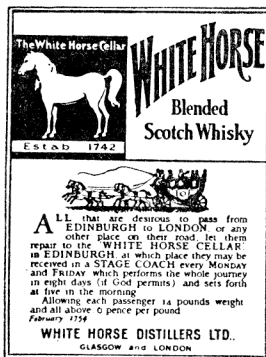 The White Horse Cellar
Estab 1742
WHITE HORSE
Blended
Scotch Whisky
ALL that are desirous to pass from
EDINBURGH to LONDON, or any
other place on their road, let them
repair to the "WHITE HORSE CELLAR"
in EDINBURGH, at which place they may be
received in a STAGE COACH every MONDAY
and FRIDAY which performs the whole journey
in eight days (if God permits) and sets forth
at five in the morning
Allowing each passenger 14 pounds weight
and all above 6 pence per pound
February 1754
WHITE HORSE DISTILLERS LTD..
GLASGOW and LONDON